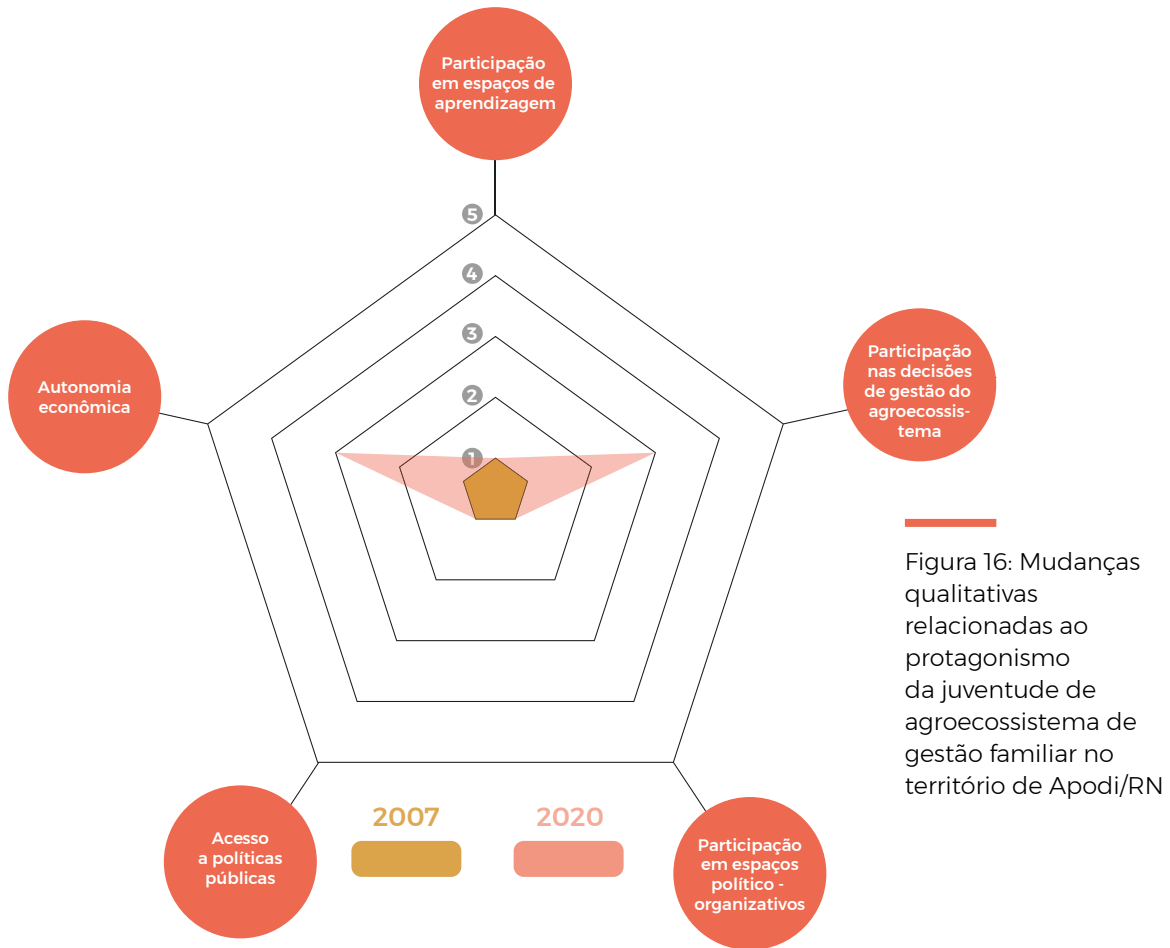 Participação
em espaços de
aprendizagem
5
4
3
2
1
Autonomia
econômica
Participação
nas decisões
de gestão do
agroecossis-
tema
Acesso
a políticas
públicas
2007
2020
Participação
em espaços
político -
organizativos
Figura 16: Mudanças
qualitativas
relacionadas ao
protagonismo
da juventude de
agroecossistema de
gestão familiar no
território de Apodi/RN